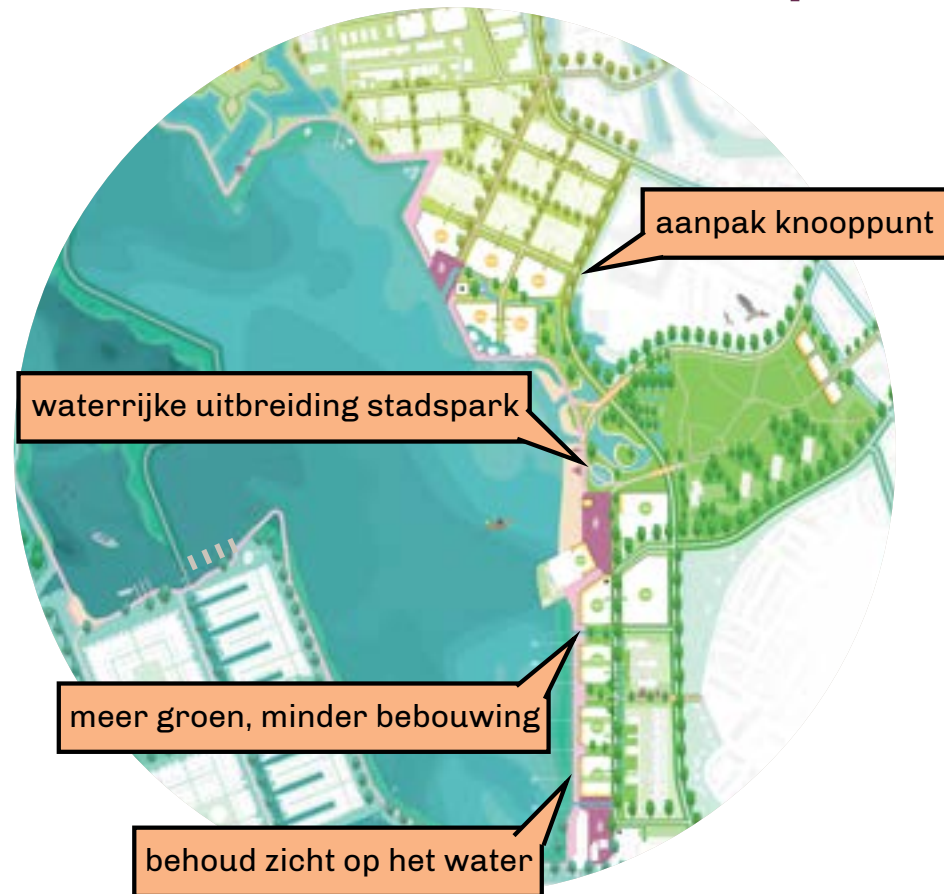 aanpak knooppunt
waterrijke uitbreiding stadspark
meer groen, minder bebouwing
behoud zicht op het water